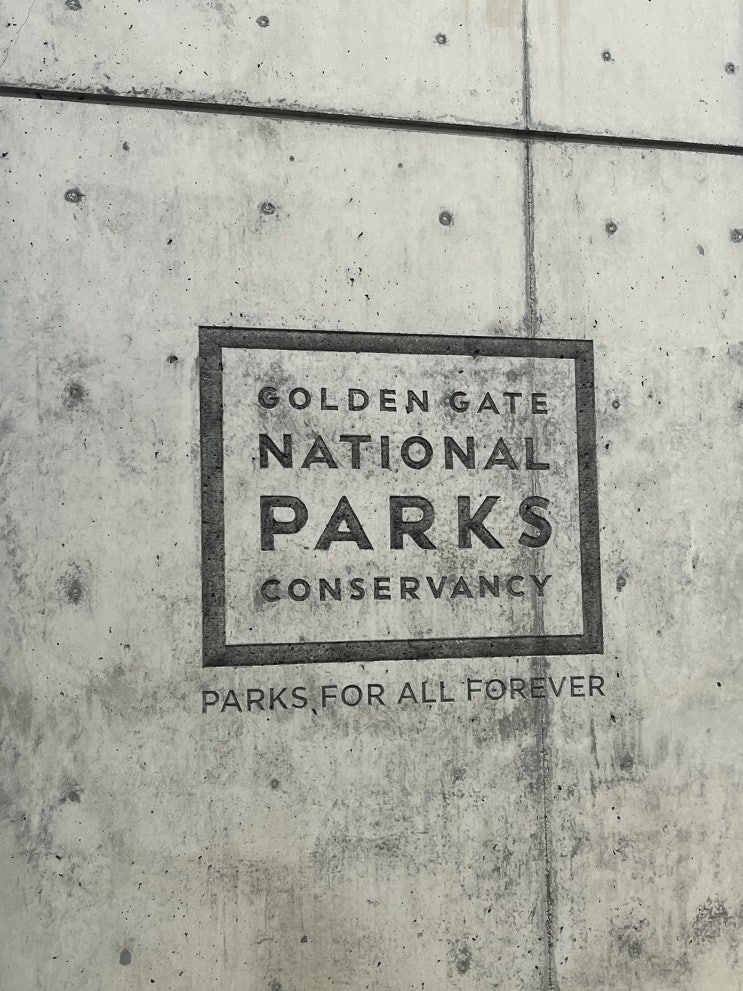 GOLDEN GATE
NATIONAL
PARKS
CONSERVANCY
PARKS FOR ALL FOREVER